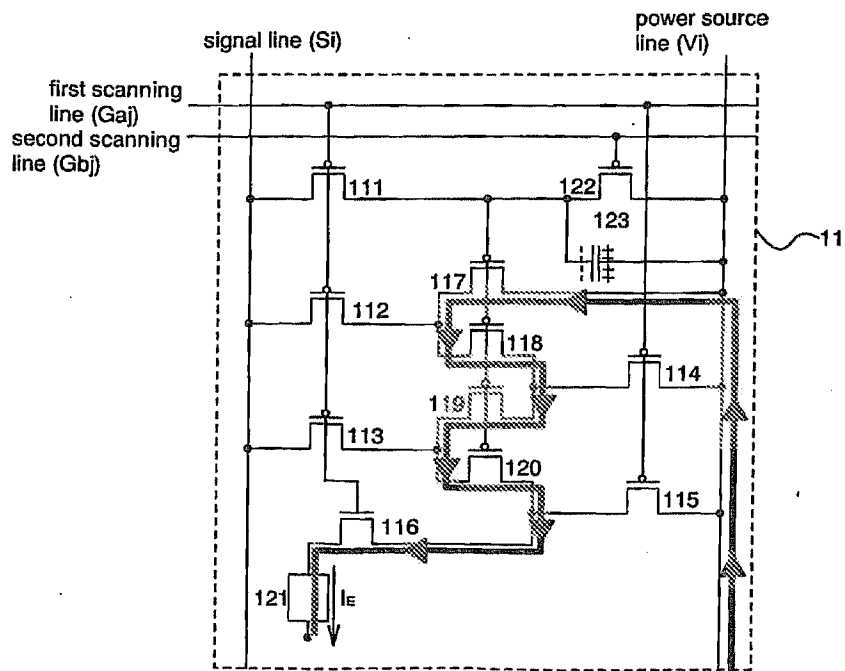 signal line (Si)
power source
line (Vi)
first scanning
line (Gaj)
second scanning
line (Gbj)
111
122
123
11
117
112
118
114
119
113
120
115
116
121
IE